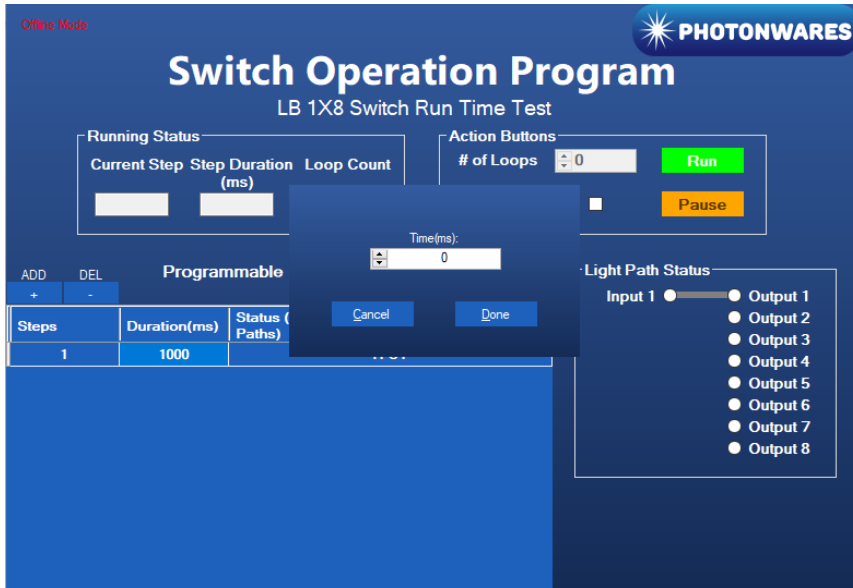 Offline Mode
PHOTONWARES
Switch Operation Program
LB 1X8 Switch Run Time Test
Running Status
Current Step Step Duration (ms) Loop Count
Action Buttons
# of Loops 0 Run
Pause
Time(ms):
0
Cancel Done
ADD DEL Programmable
+ -
Steps Duration(ms) Status ( Paths)
1 1000
Light Path Status
Input 1 Output 1
Output 2
Output 3
Output 4
Output 5
Output 6
Output 7
Output 8